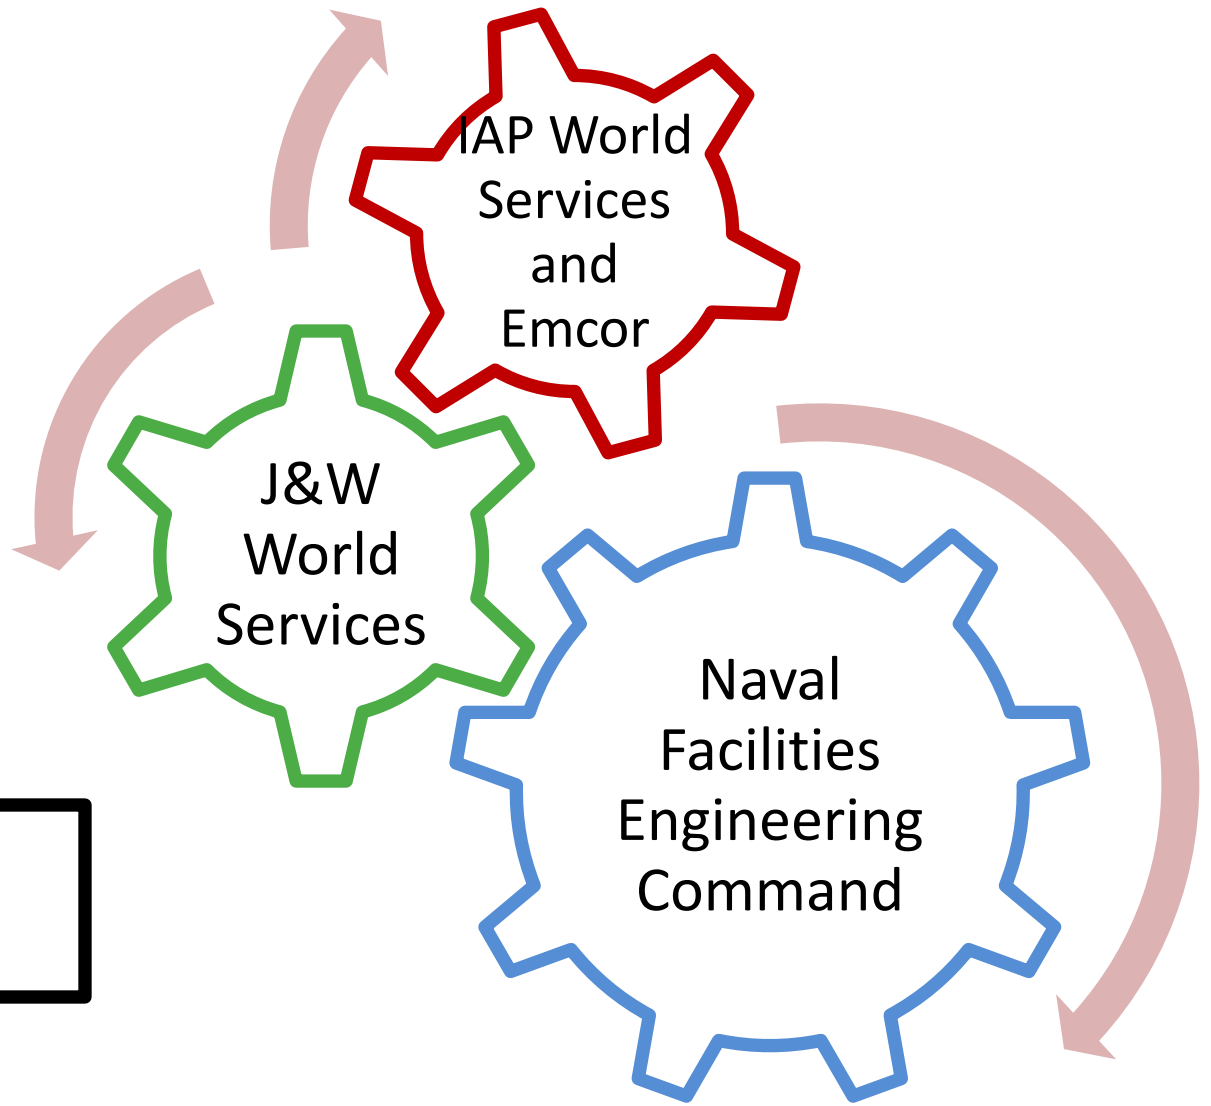 IAP World
Services
and
Emcor
J&W
World
Services
Naval
Facilities
Engineering
Command